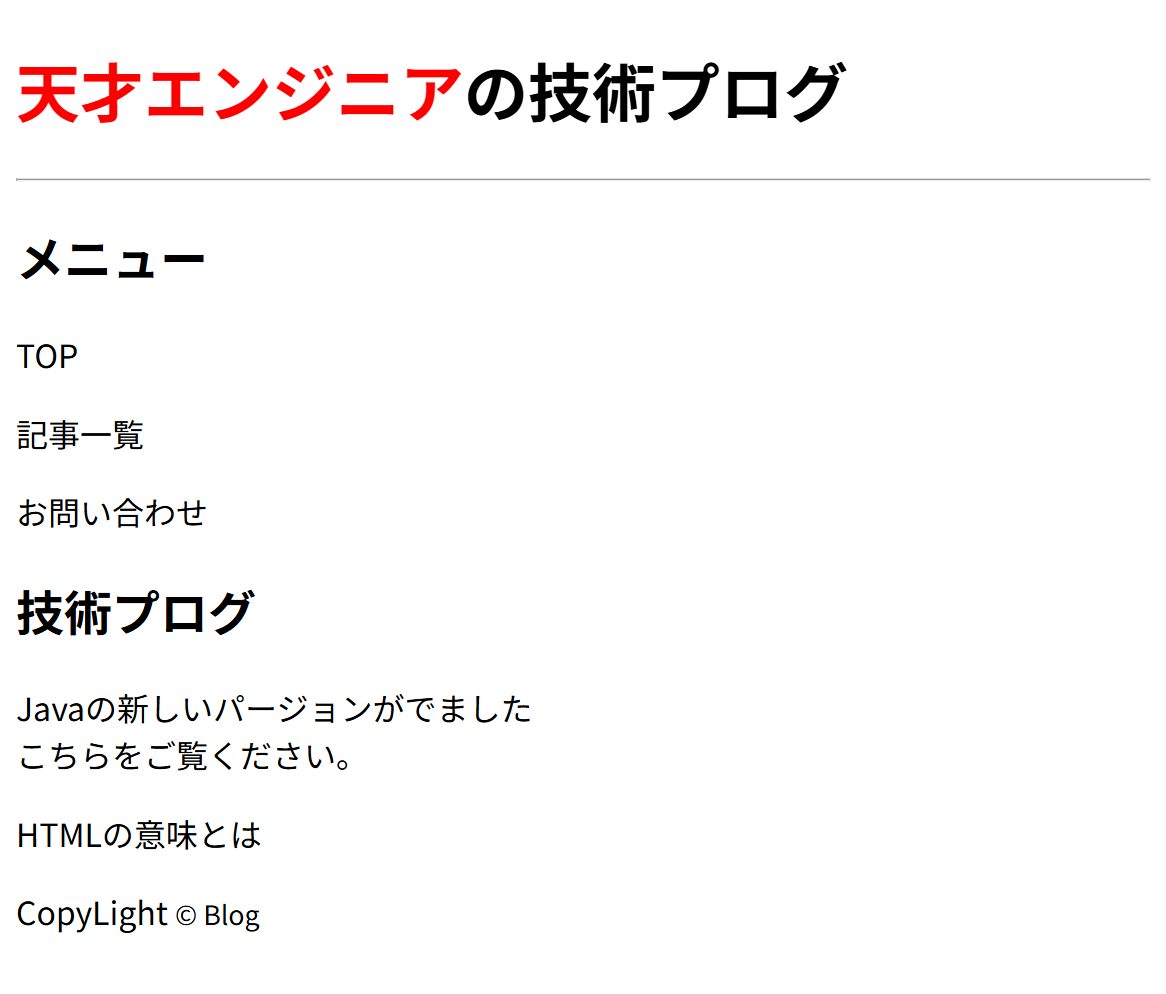 天才エンジニアの技術プログ
メニュー
TOP
記事一覧
お問い合わせ
技術プログ
Javaの新しいパージョンがでました
こちらをご覧ください。
HTMLの意味とは
CopyLight © Blog